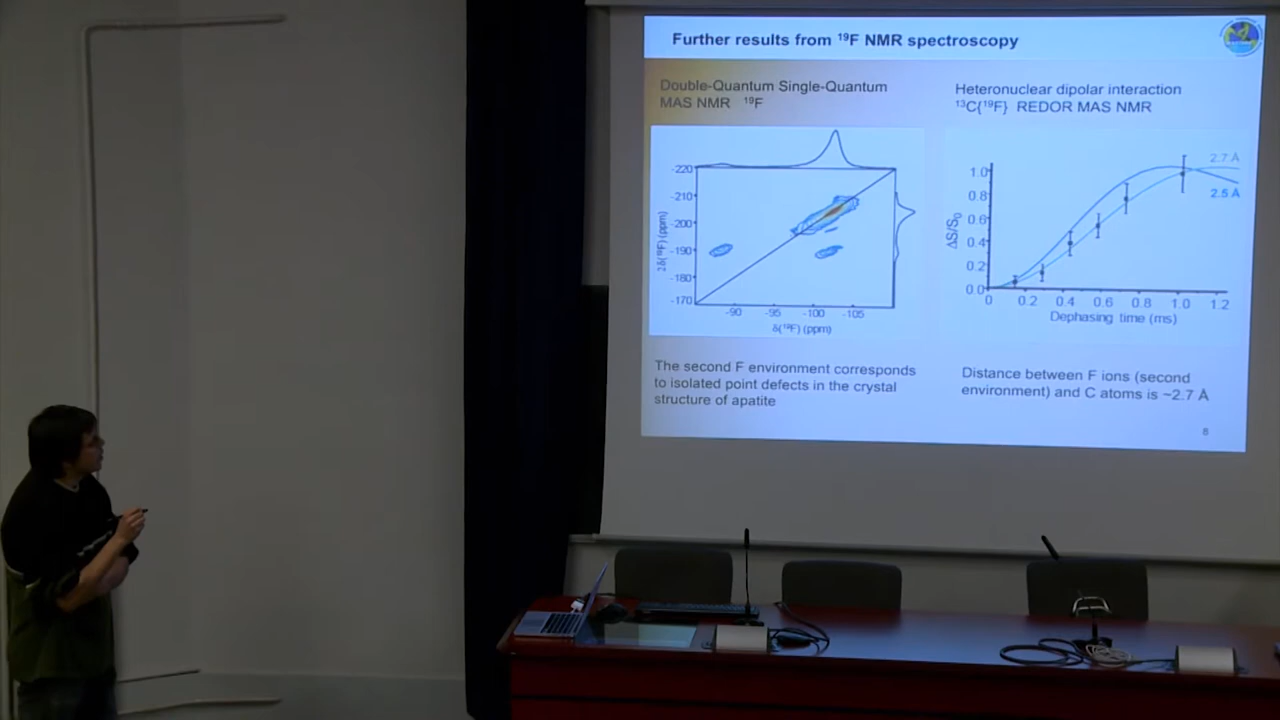 Further results from ¹⁹F NMR spectroscopy
Double-Quantum Single-Quantum
MAS NMR ¹⁹F
-220
-210
-200
-190
-180
-170
2δ(¹⁹F) (ppm)
-90 -95 -100 -105
δ(¹⁹F) (ppm)
The second F environment corresponds
to isolated point defects in the crystal
structure of apatite
Heteronuclear dipolar interaction
¹³C{¹⁹F} REDOR MAS NMR
2.7 Å
2.5 Å
1.0
0.8
0.6
0.4
0.2
0.0
ΔS/S₀
0 0.2 0.4 0.6 0.8 1.0 1.2
Dephasing time (ms)
Distance between F ions (second
environment) and C atoms is ~2.7 Å
8